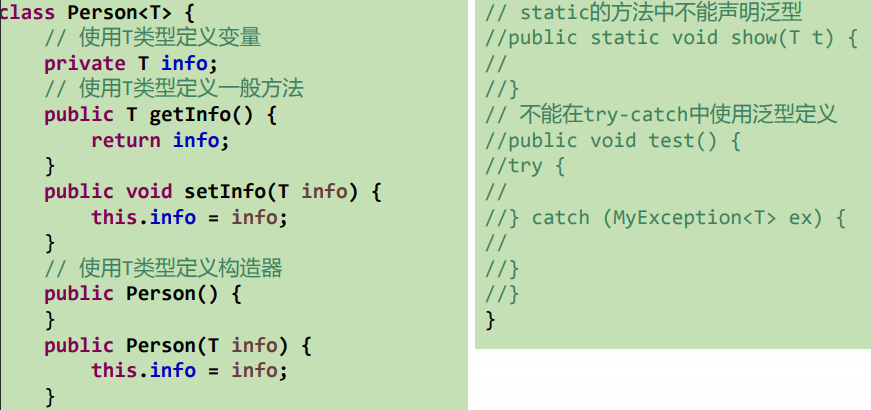 class Person<T> {
// 使用T类型定义变量
private T info;
// 使用T类型定义一般方法
public T getInfo() {
return info;
}
public void setInfo(T info) {
this.info = info;
}
// 使用T类型定义构造器
public Person() {
}
public Person(T info) {
this.info = info;
}
// static的方法中不能声明泛型
//public static void show(T t) {
//
//}
// 不能在try-catch中使用泛型定义
//public void test() {
//try {
//
//} catch (MyException<T> ex) {
//
//}
//}
}